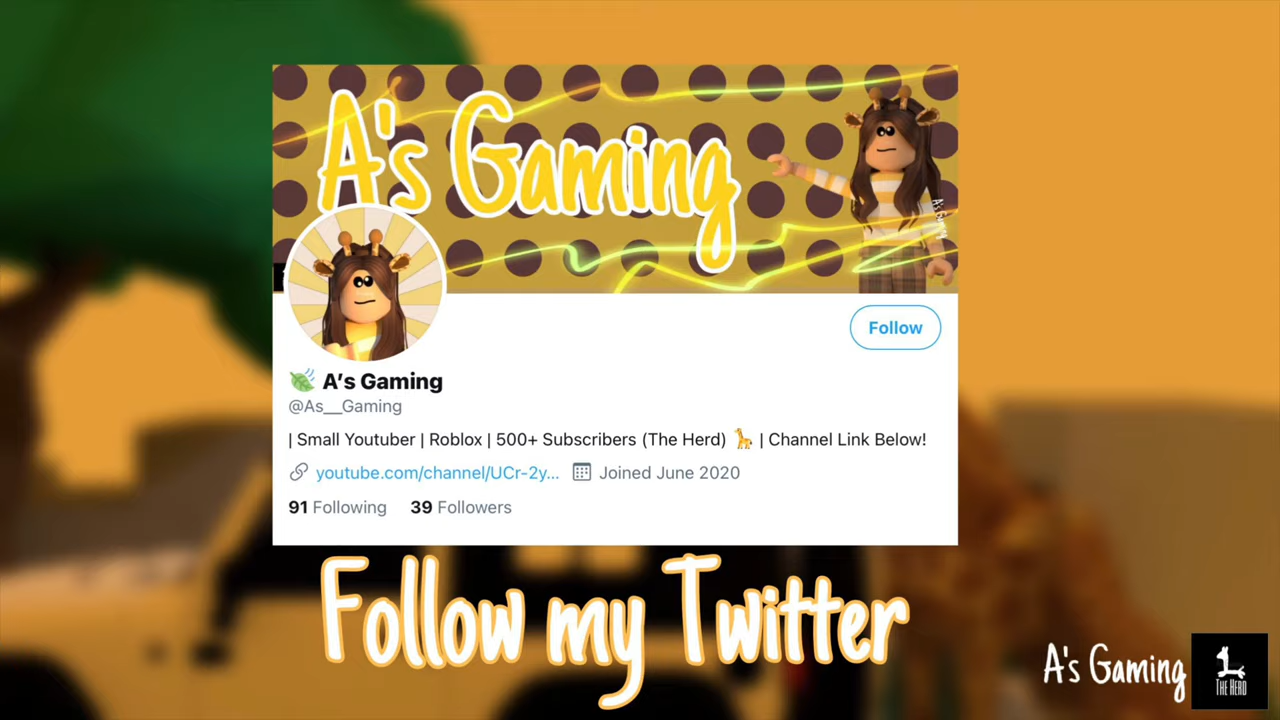 A's Gaming
A's Gaming
Follow
🍃 A’s Gaming
@As__Gaming
| Small Youtuber | Roblox | 500+ Subscribers (The Herd) 🦒 | Channel Link Below!
youtube.com/channel/UCr-2y... Joined June 2020
91 Following 39 Followers
Follow my Twitter
A's Gaming
THE HERD